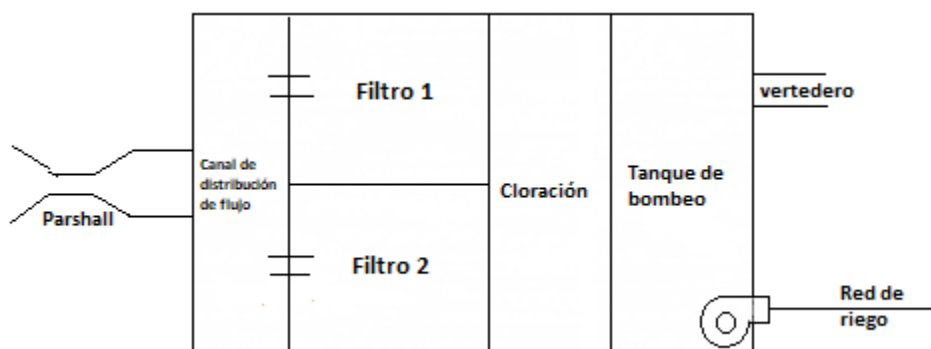 Parshall
Canal de
distribución
de flujo
Filtro 1
Filtro 2
Cloración
Tanque de
bombeo
vertedero
Red de
riego